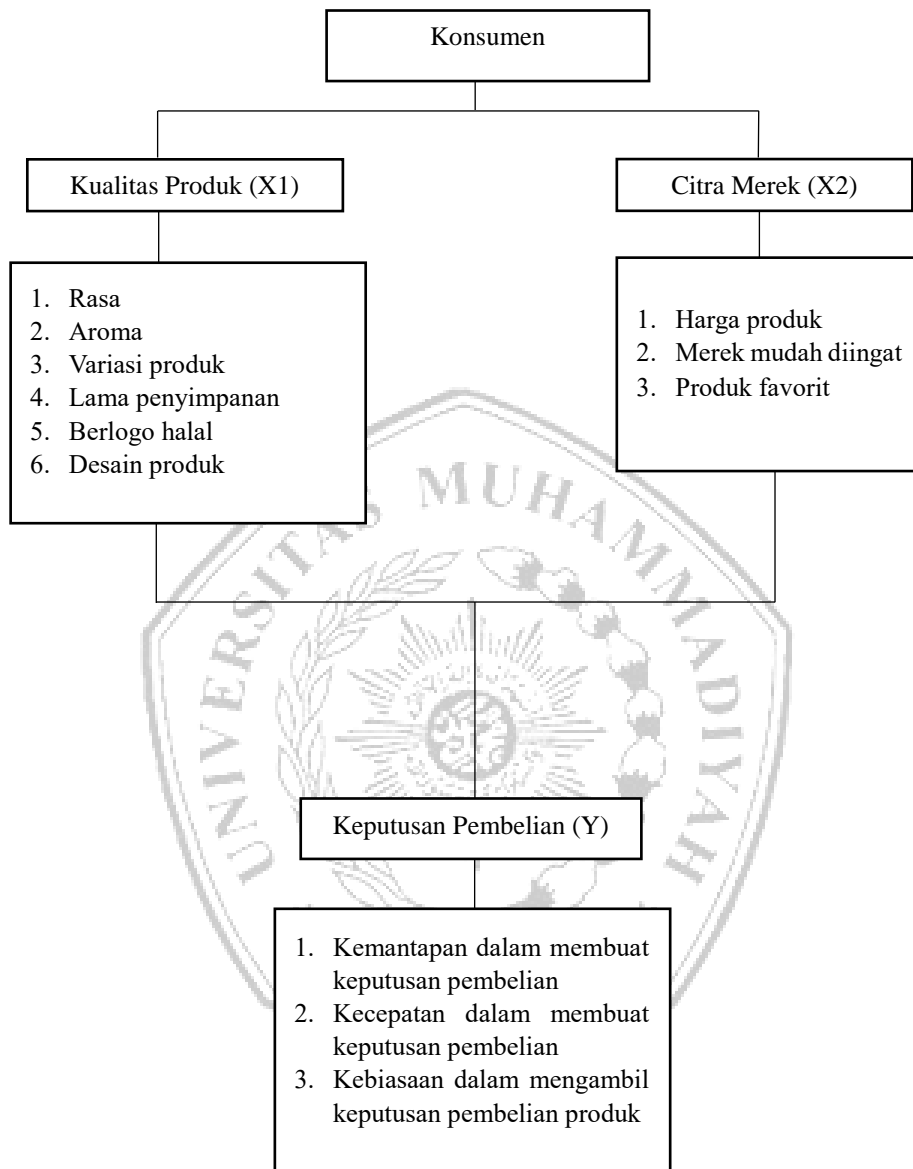 Konsumen
Kualitas Produk (X1)
Citra Merek (X2)
1. Rasa
2. Aroma
3. Variasi produk
4. Lama penyimpanan
5. Berlogo halal
6. Desain produk
1. Harga produk
2. Merek mudah diingat
3. Produk favorit
UNIVERSITAS MUHAMMADIYAH
Keputusan Pembelian (Y)
1. Kemantapan dalam membuat
keputusan pembelian
2. Kecepatan dalam membuat
keputusan pembelian
3. Kebiasaan dalam mengambil
keputusan pembelian produk